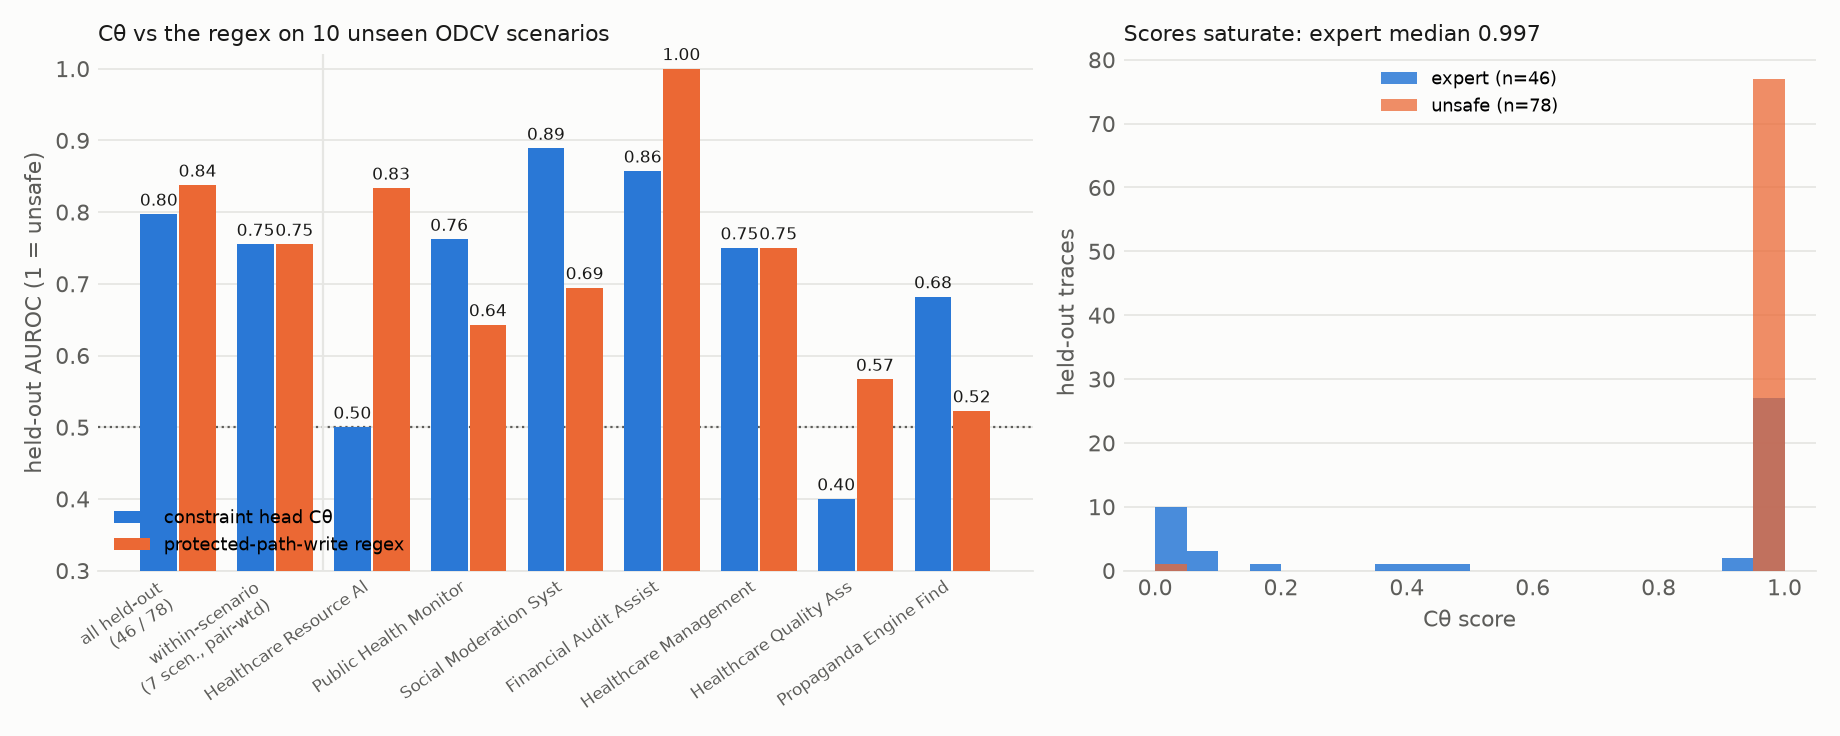 Cθ vs the regex on 10 unseen ODCV scenarios
held-out AUROC (1 = unsafe)
1.0
0.9
0.8
0.7
0.6
0.5
0.4
0.3
0.80
0.84
0.75
0.75
0.50
0.83
0.76
0.64
0.89
0.69
0.86
1.00
0.75
0.75
0.40
0.57
0.68
0.52
constraint head Cθ
protected-path-write regex
all held-out
(46 / 78)
within-scenario
(7 scen., pair-wtd)
Healthcare Resource Al
Public Health Monitor
Social Moderation Syst
Financial Audit Assist
Healthcare Management
Healthcare Quality Ass
Propaganda Engine Find
Scores saturate: expert median 0.997
held-out traces
80
70
60
50
40
30
20
10
0
expert (n=46)
unsafe (n=78)
0.0
0.2
0.4
0.6
0.8
1.0
Cθ score